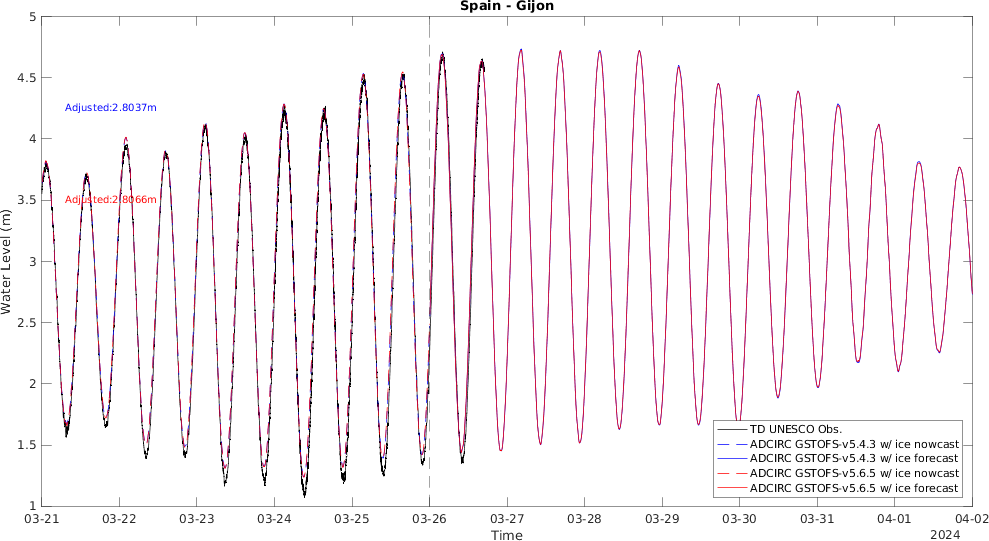 Spain - Gijon
5
4.5
4
3.5
3
2.5
2
1.5
1
Water Level (m)
Adjusted:2.8037m
Adjusted:2.8066m
TD UNESCO Obs.
ADCIRC GSTOFS-v5.4.3 w/ ice nowcast
ADCIRC GSTOFS-v5.4.3 w/ ice forecast
ADCIRC GSTOFS-v5.6.5 w/ ice nowcast
ADCIRC GSTOFS-v5.6.5 w/ ice forecast
03-21 03-22 03-23 03-24 03-25 03-26 03-27 03-28 03-29 03-30 03-31 04-01 04-02
Time
2024